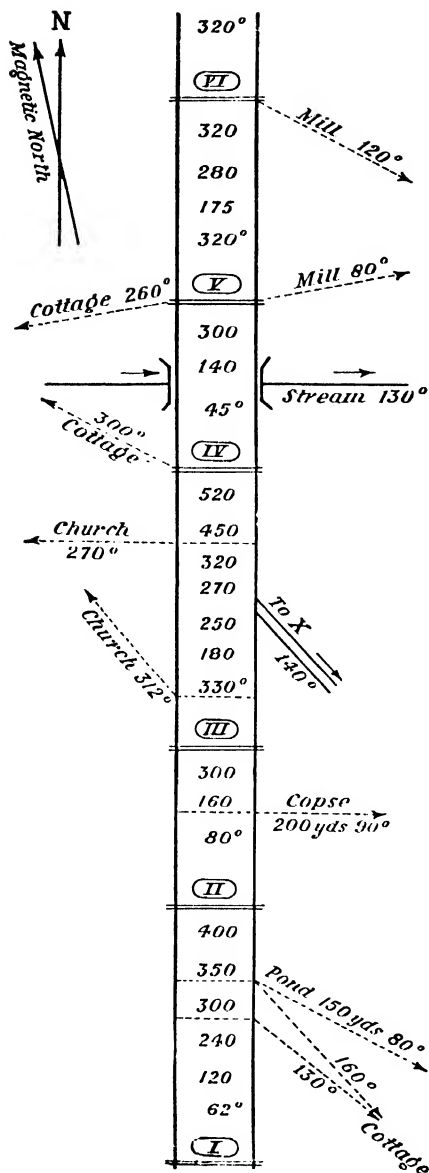 N
Magnetic North
320°
VI
Mill 120°
320
280
175
320°
V
Mill 80°
Cottage 260°
300
140
Stream 130°
45°
IV
300°
Cottage
520
450
Church
270°
320
270
250
To X
140°
180
330°
Church 312°
III
300
160
Copse
200 yds 90°
80°
II
400
350
Pond 150 yds 80°
300
160°
240
130°
Cottage
120
62°
I